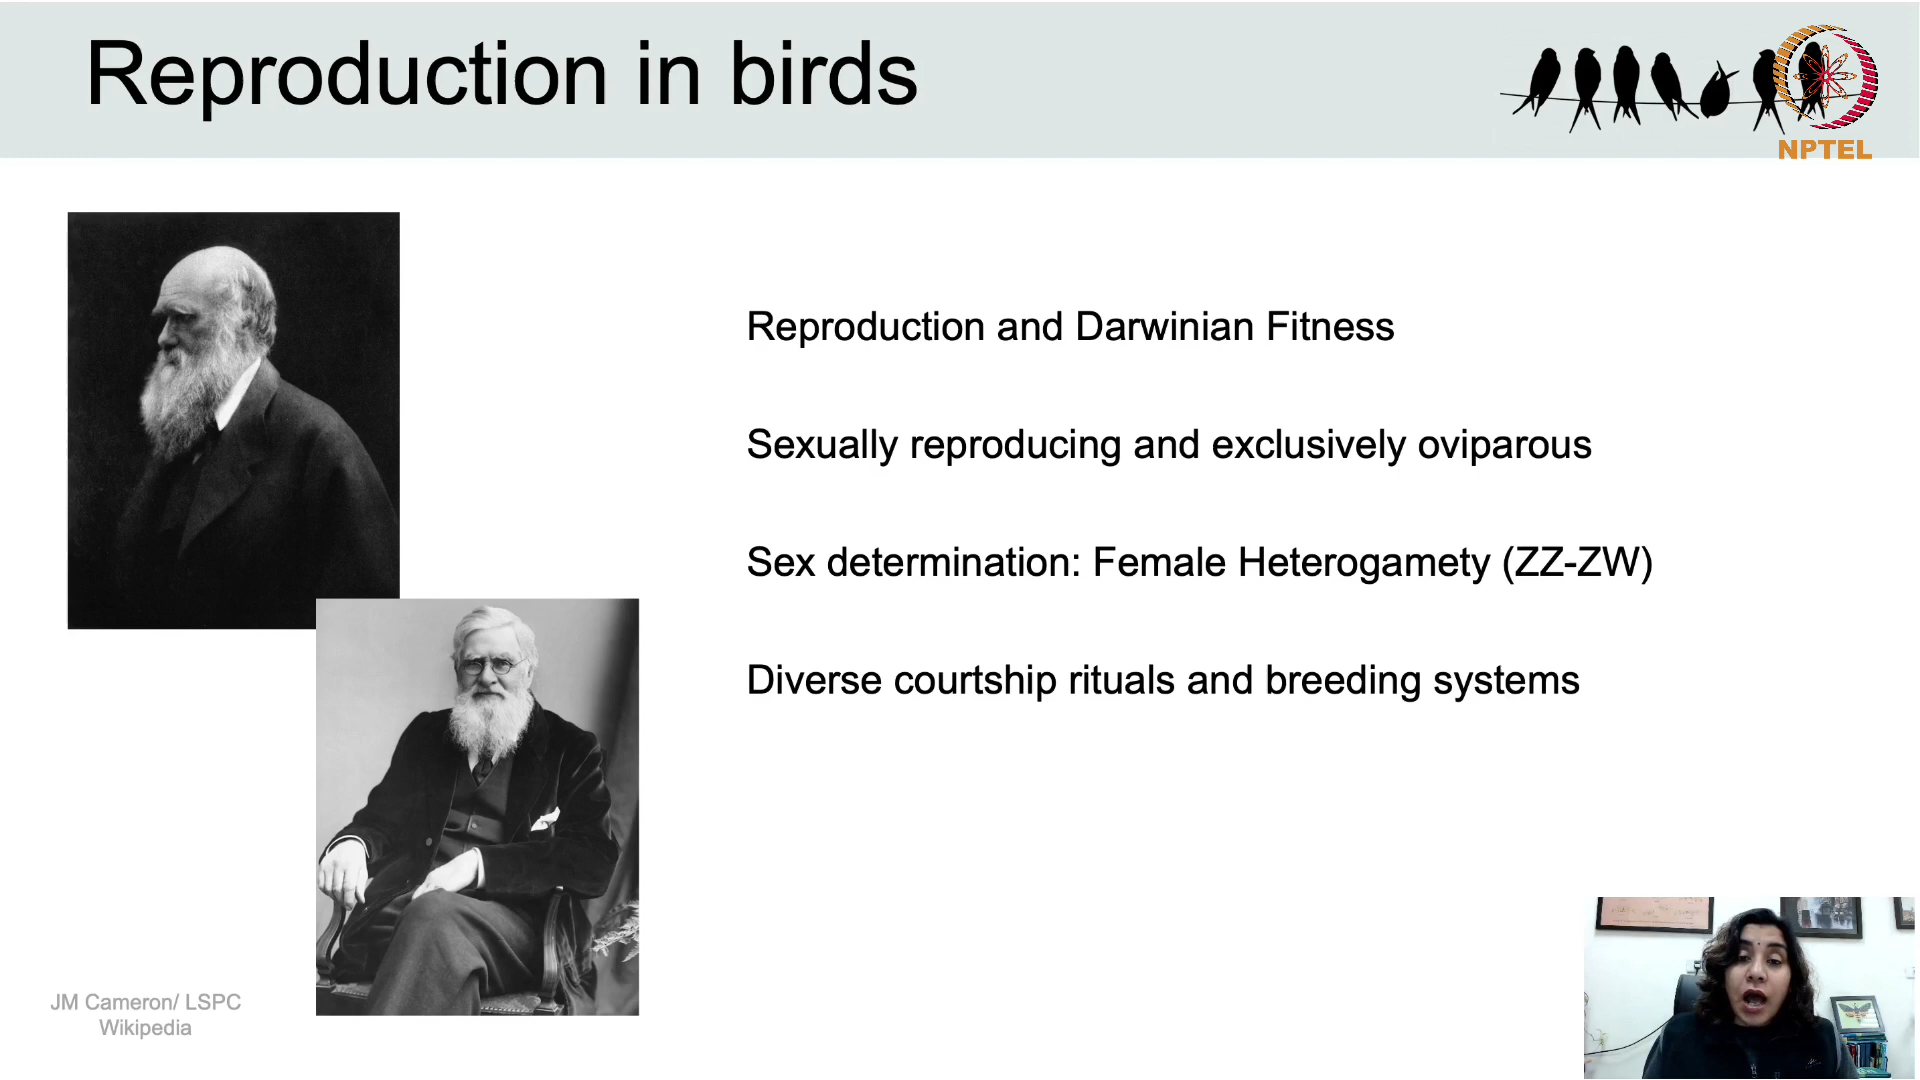 Reproduction in birds
NPTEL
Reproduction and Darwinian Fitness
Sexually reproducing and exclusively oviparous
Sex determination: Female Heterogamety (ZZ-ZW)
Diverse courtship rituals and breeding systems
JM Cameron/ LSPC
Wikipedia